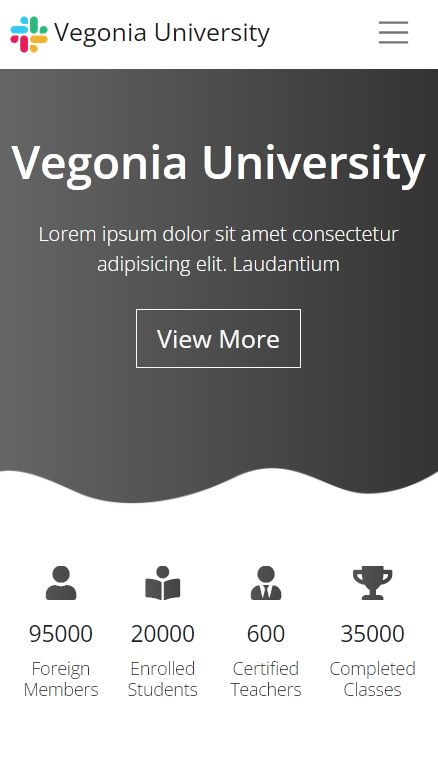 Vegonia University
Vegonia University
Lorem ipsum dolor sit amet consectetur
adipisicing elit. Laudantium
View More
95000 20000 600 35000
Foreign Enrolled Certified Completed
Members Students Teachers Classes